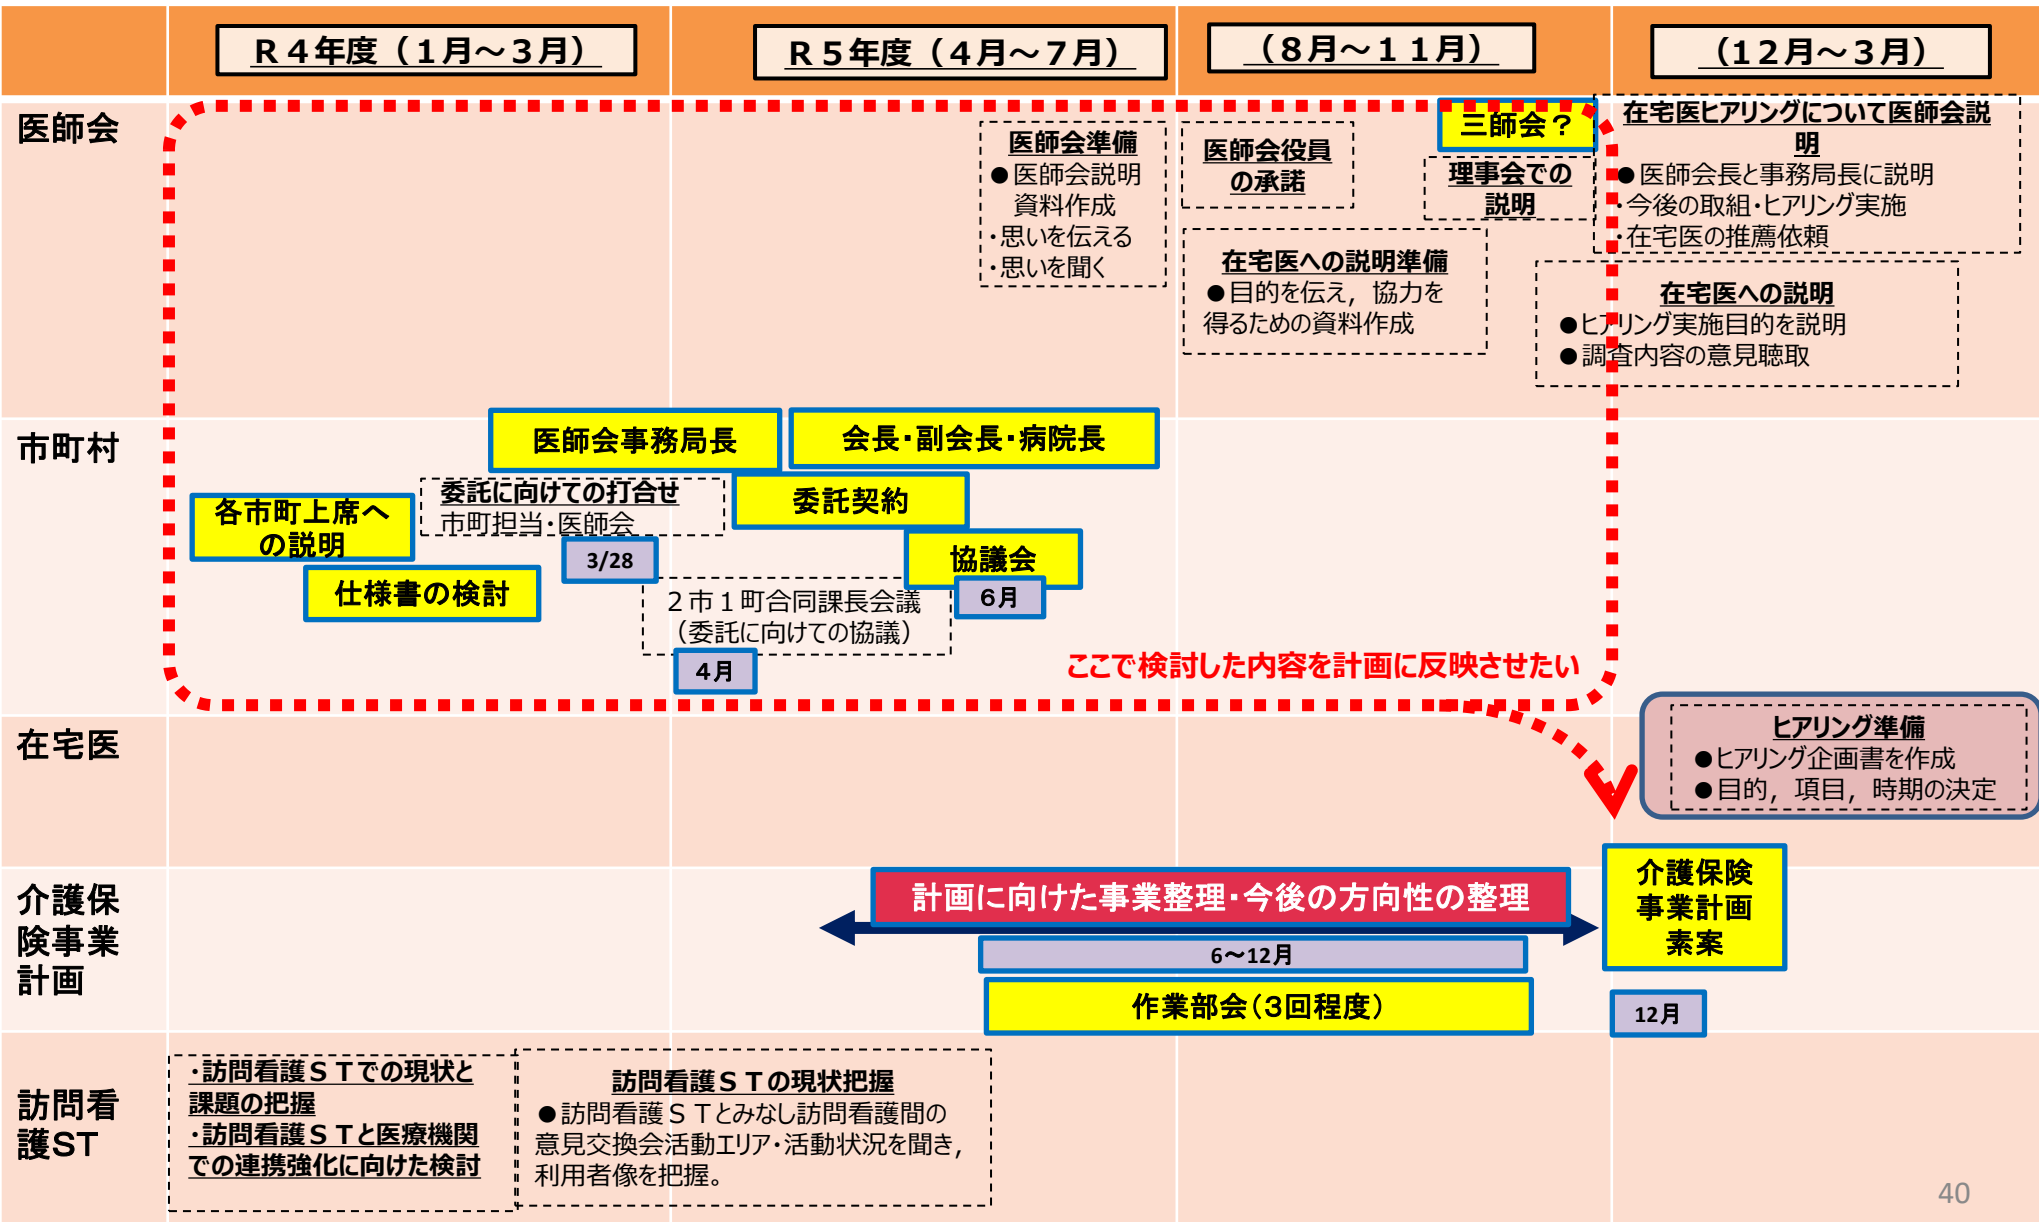 R４年度（１月～３月）
R５年度（４月～７月）
（８月～１１月）
（１２月～３月）
医師会
医師会準備
●医師会説明
資料作成
・思いを伝える
・思いを聞く
医師会役員
の承諾
三師会？
理事会での
説明
在宅医への説明準備
●目的を伝え，協力を
得るための資料作成
在宅医ヒアリングについて医師会説
明
●医師会長と事務局長に説明
・今後の取組・ヒアリング実施
・在宅医の推薦依頼
在宅医への説明
●ヒアリング実施目的を説明
●調査内容の意見聴取
市町村
医師会事務局長
会長・副会長・病院長
各市町上席へ
の説明
委託に向けての打合せ
市町担当・医師会
3/28
仕様書の検討
委託契約
協議会
６月
２市１町合同課長会議
（委託に向けての協議）
４月
ここで検討した内容を計画に反映させたい
在宅医
ヒアリング準備
●ヒアリング企画書を作成
●目的，項目，時期の決定
介護保
険事業
計画
計画に向けた事業整理・今後の方向性の整理
6～12月
作業部会（３回程度）
介護保険
事業計画
素案
12月
訪問看
護ST
・訪問看護ＳＴでの現状と
課題の把握
・訪問看護ＳＴと医療機関
での連携強化に向けた検討
訪問看護ＳＴの現状把握
●訪問看護ＳＴとみなし訪問看護間の
意見交換会活動エリア・活動状況を聞き，
利用者像を把握。
40